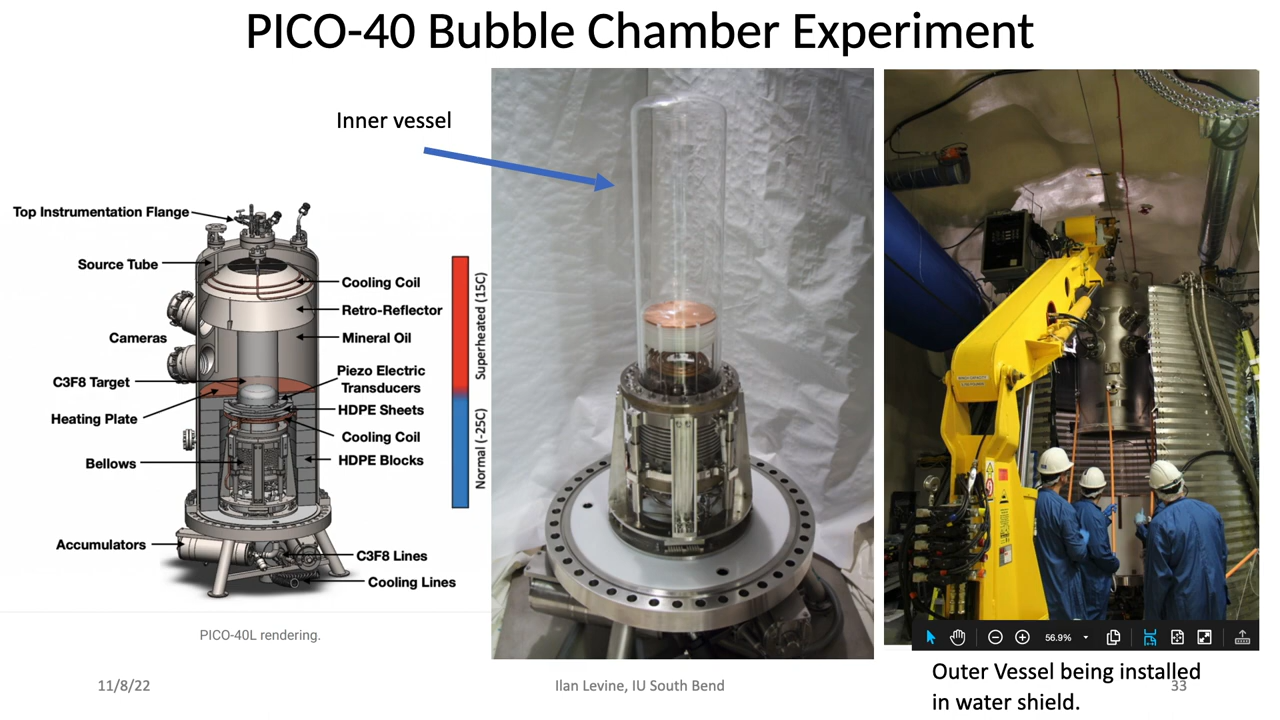 PICO-40 Bubble Chamber Experiment
Inner vessel
Top Instrumentation Flange
Source Tube
Cameras
C3F8 Target
Heating Plate
Bellows
Accumulators
Cooling Coil
Retro-Reflector
Mineral Oil
Piezo Electric
Transducers
HDPE Sheets
Cooling Coil
HDPE Blocks
C3F8 Lines
Cooling Lines
Superheated (15C)
Normal (-25C)
PICO-40L rendering.
56.9%
Outer Vessel being installed
in water shield.
11/8/22
Ilan Levine, IU South Bend
33